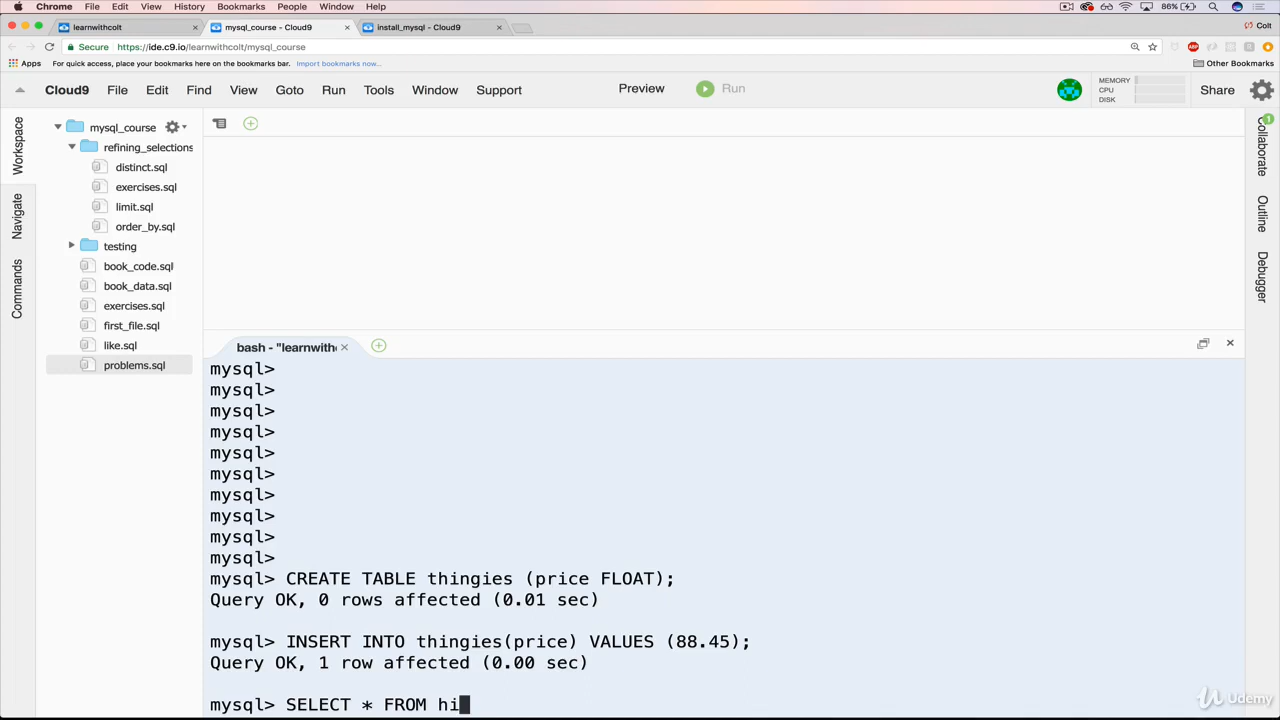 Chrome File Edit View History Bookmarks People Window Help 86% Colt
learnwithcolt mysql_course - Cloud9 install_mysql - Cloud9 Colt
Secure https://ide.c9.io/learnwithcolt/mysql_course
Apps For quick access, place your bookmarks here on the bookmarks bar. Import bookmarks now... Other Bookmarks
Cloud9 File Edit Find View Goto Run Tools Window Support Preview Run MEMORY CPU DISK Share
Workspace
Navigate
Commands
mysql_course
refining_selections
distinct.sql
exercises.sql
limit.sql
order_by.sql
testing
book_code.sql
book_data.sql
exercises.sql
first_file.sql
like.sql
problems.sql
Collaborate 1
Outline
Debugger
bash - "learnwith
mysql>
mysql>
mysql>
mysql>
mysql>
mysql>
mysql>
mysql>
mysql>
mysql>
mysql> CREATE TABLE thingies (price FLOAT);
Query OK, 0 rows affected (0.01 sec)
mysql> INSERT INTO thingies(price) VALUES (88.45);
Query OK, 1 row affected (0.00 sec)
mysql> SELECT * FROM hi
Udemy